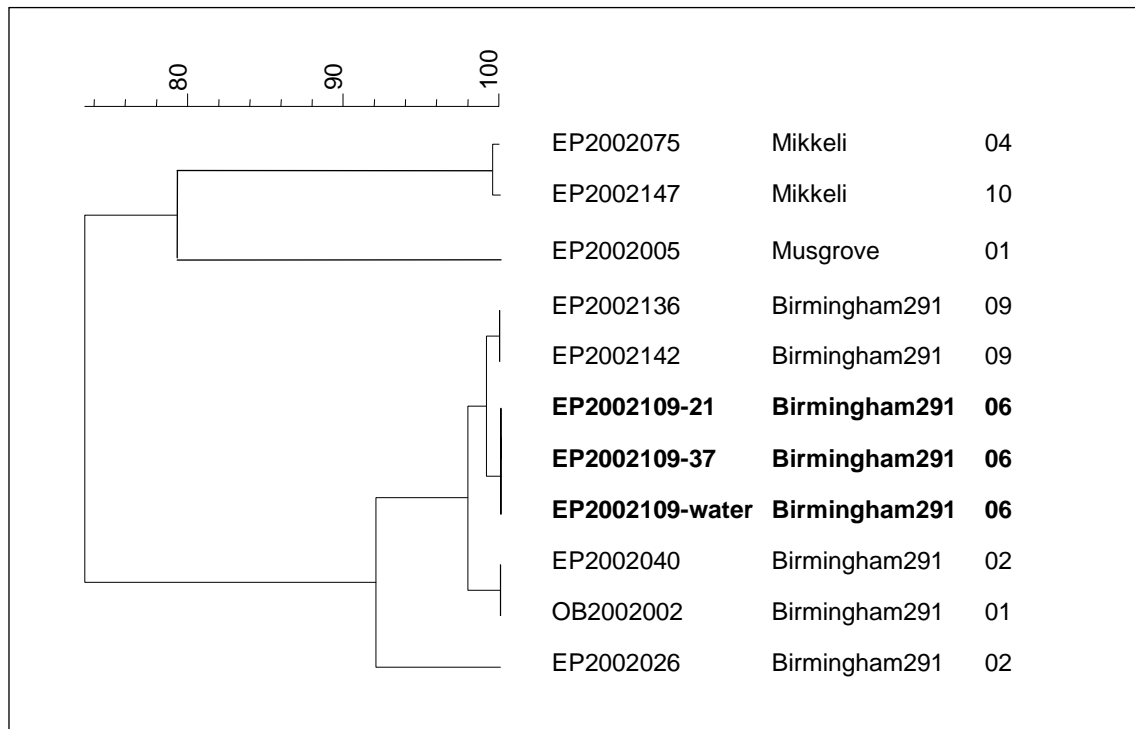 80 90 100
EP2002075 Mikkeli 04
EP2002147 Mikkeli 10
EP2002005 Musgrove 01
EP2002136 Birmingham291 09
EP2002142 Birmingham291 09
EP2002109-21 Birmingham291 06
EP2002109-37 Birmingham291 06
EP2002109-water Birmingham291 06
EP2002040 Birmingham291 02
OB2002002 Birmingham291 01
EP2002026 Birmingham291 02